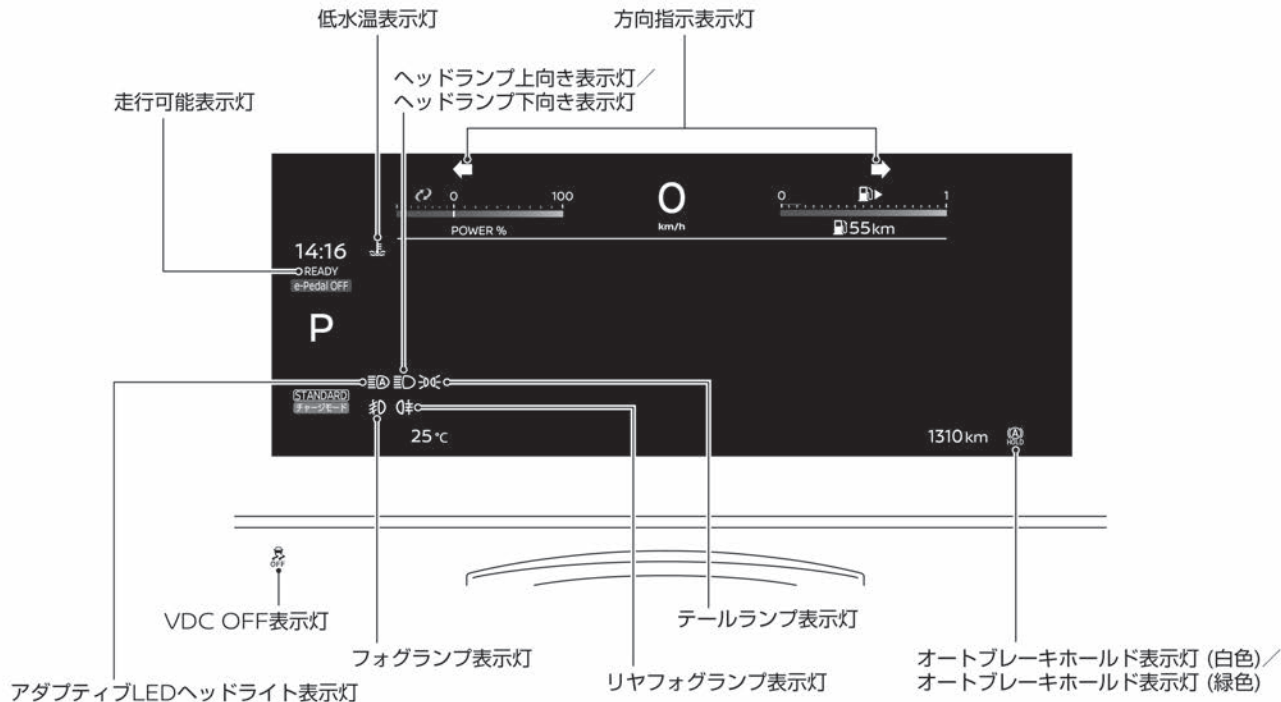 低水温表示灯
方向指示表示灯
ヘッドランプ上向き表示灯／
ヘッドランプ下向き表示灯
走行可能表示灯
0
100
POWER %
0
km/h
0
1
55km
14:16
READY
e-Pedal OFF
P
A
STANDARD
チャージモード
25℃
1310km
(A)
HOLD
OFF
VDC OFF表示灯
テールランプ表示灯
フォグランプ表示灯
リヤフォグランプ表示灯
アダプティブLEDヘッドライト表示灯
オートブレーキホールド表示灯 (白色)／
オートブレーキホールド表示灯 (緑色)